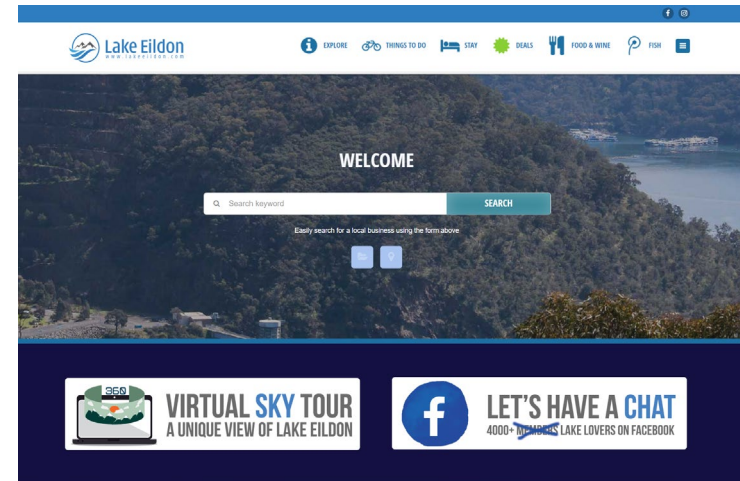 Lake Eildon
www.lakeeildon.com
EXPLORE
THINGS TO DO
STAY
DEALS
FOOD & WINE
FISH
WELCOME
Search keyword
SEARCH
Easily search for a local business using the form above
360
VIRTUAL SKY TOUR
A UNIQUE VIEW OF LAKE EILDON
LET'S HAVE A CHAT
4000+ MEMBERS LAKE LOVERS ON FACEBOOK